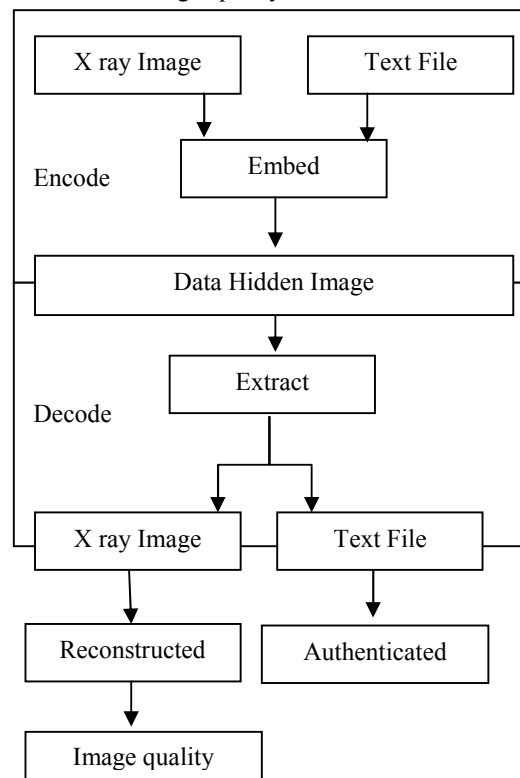 X ray Image
Text File
Encode
Embed
Data Hidden Image
Extract
Decode
X ray Image
Text File
Reconstructed
Authenticated
Image quality